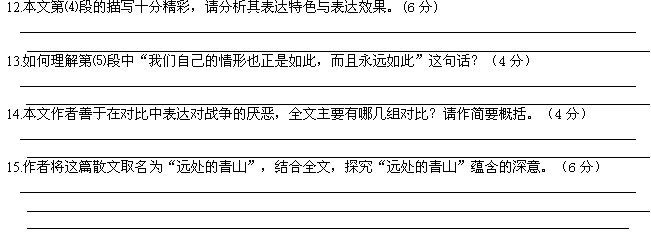 12.本文第⑷段的描写十分精彩，请分析其表达特色与表达效果。(6分)
13.如何理解第⑸段中“我们自己的情形也正是如此，而且永远如此”这句话？（4分）
14.本文作者善于在对比中表达对战争的厌恶，全文主要有哪几组对比？请作简要概括。（4分）
15.作者将这篇散文取名为“远处的青山”，结合全文，探究“远处的青山”蕴含的深意。（6分）